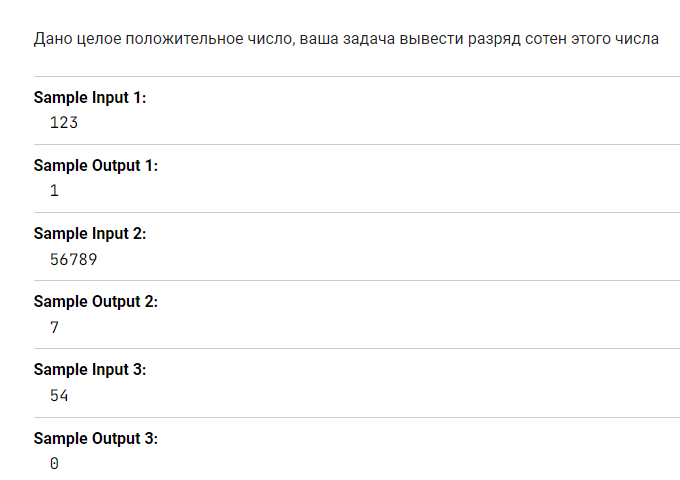 Дано целое положительное число, ваша задача вывести разряд сотен этого числа
Sample Input 1:
123
Sample Output 1:
1
Sample Input 2:
56789
Sample Output 2:
7
Sample Input 3:
54
Sample Output 3:
0